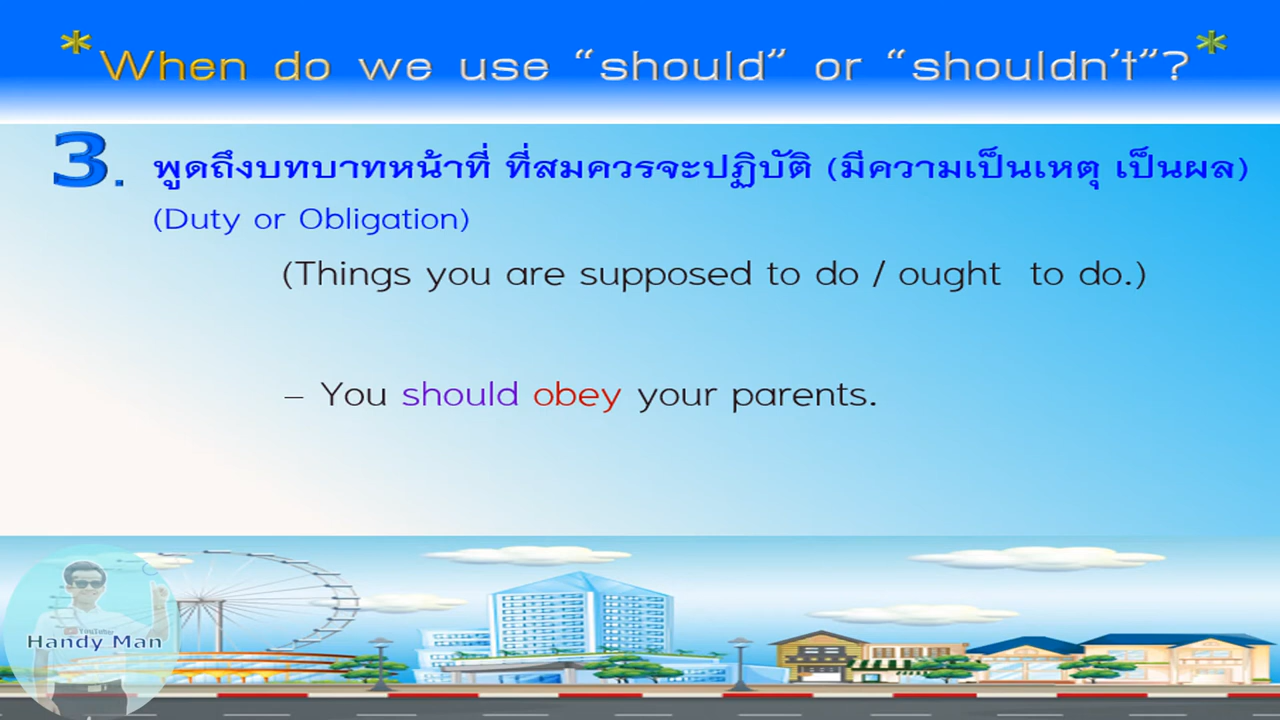 *When do we use “should” or “shouldn’t”?*
3. พูดถึงบทบาทหน้าที่ ที่สมควรจะปฏิบัติ (มีความเป็นเหตุ เป็นผล)
(Duty or Obligation)
(Things you are supposed to do / ought to do.)
– You should obey your parents.
Handy Man